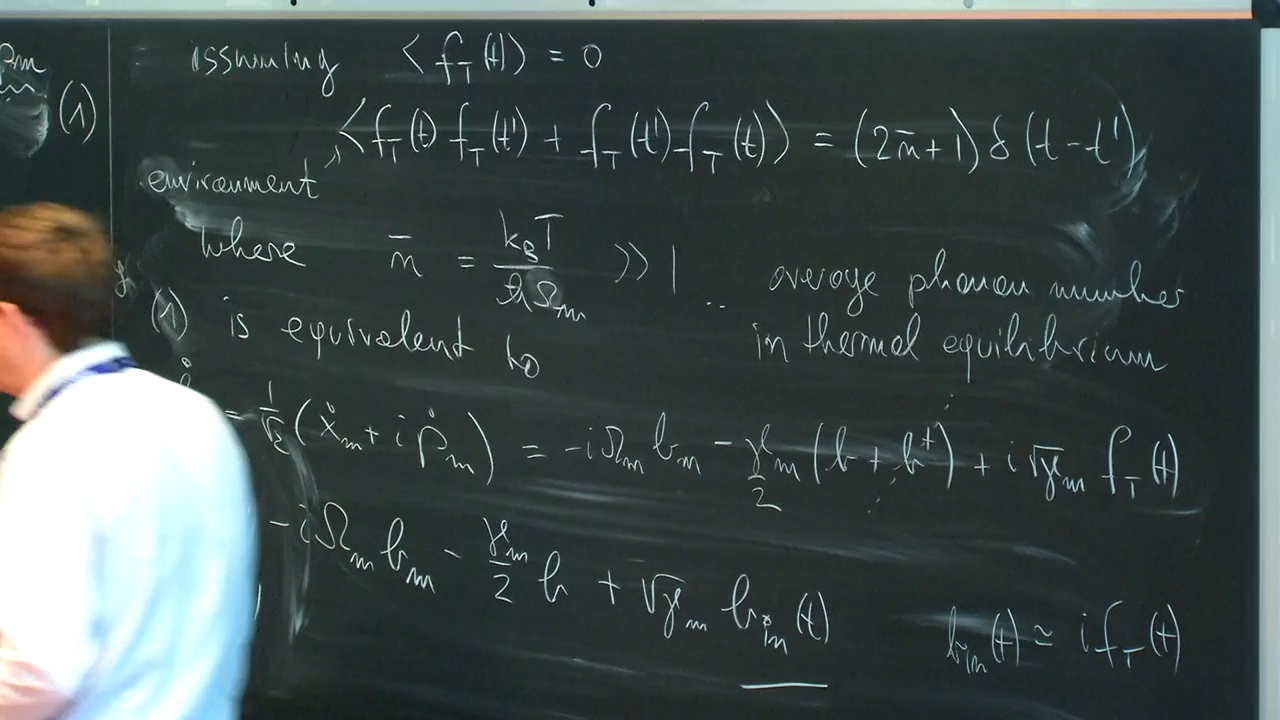 pm
m (1)
assuming ⟨f_T(t)⟩ = 0
⟨f_T(t) f_T(t') + f_T(t') f_T(t)⟩ = (2n̄+1) δ(t-t')
environment
where n̄ = k_B T / ħΩ_m >> 1 .. average phonon number
in thermal equilibrium
(1) is equivalent to
= 1/√2 (ẋ_m + i ṗ_m) = -iΩ_m b_m - γ_m/2 (b + b†) + i√γ_m f_T(t)
-iΩ_m b_m - γ_m/2 b + √γ_m b_in(t) b_in(t) ≃ i f_T(t)